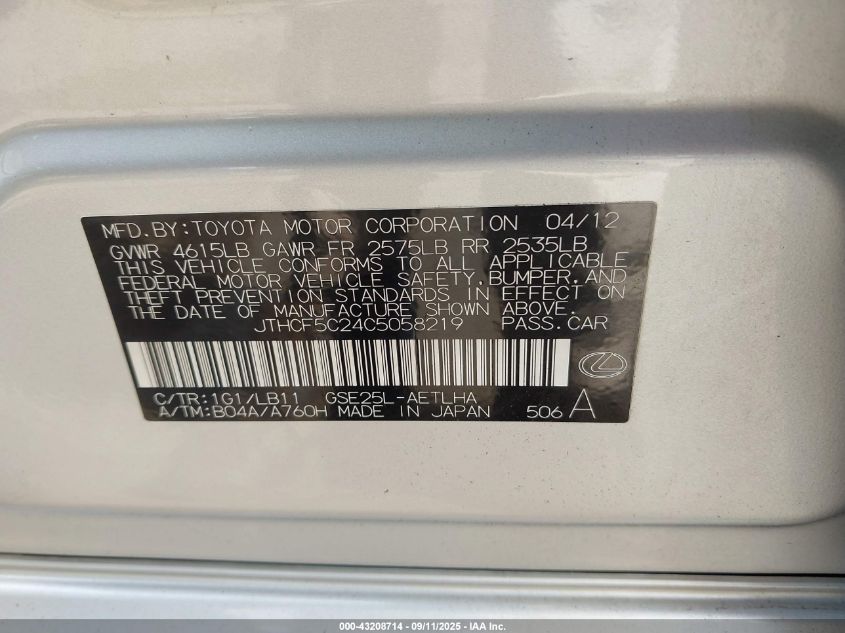 MFD.BY:TOYOTA MOTOR CORPORATION 04/12
GVWR 4615LB GAWR FR 2575LB RR 2535LB
THIS VEHICLE CONFORMS TO ALL APPLICABLE
FEDERAL MOTOR VEHICLE SAFETY,BUMPER,AND
THEFT PREVENTION STANDARDS IN EFFECT ON
THE DATE OF MANUFACTURE SHOWN ABOVE.
JTHCF5C24C5058219 PASS.CAR
C/TR:1G1/LB11 GSE25L-AETLHA
A/TM:B04A/A760H MADE IN JAPAN 506 A
000-43208714 - 09/11/2025 - IAA Inc.